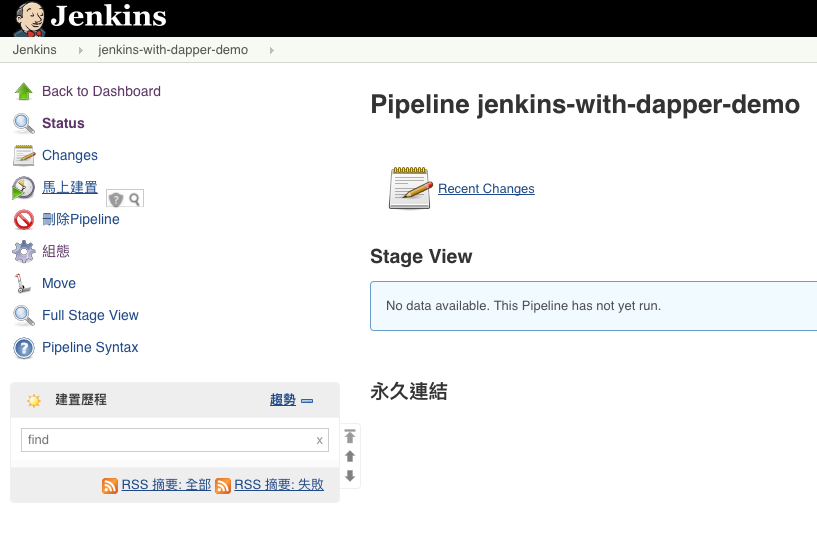 Jenkins
Jenkins jenkins-with-dapper-demo
Back to Dashboard
Status
Changes
馬上建置
刪除Pipeline
組態
Move
Full Stage View
Pipeline Syntax
建置歷程 趨勢
find x
RSS 摘要: 全部 RSS 摘要: 失敗
Pipeline jenkins-with-dapper-demo
Recent Changes
Stage View
No data available. This Pipeline has not yet run.
永久連結